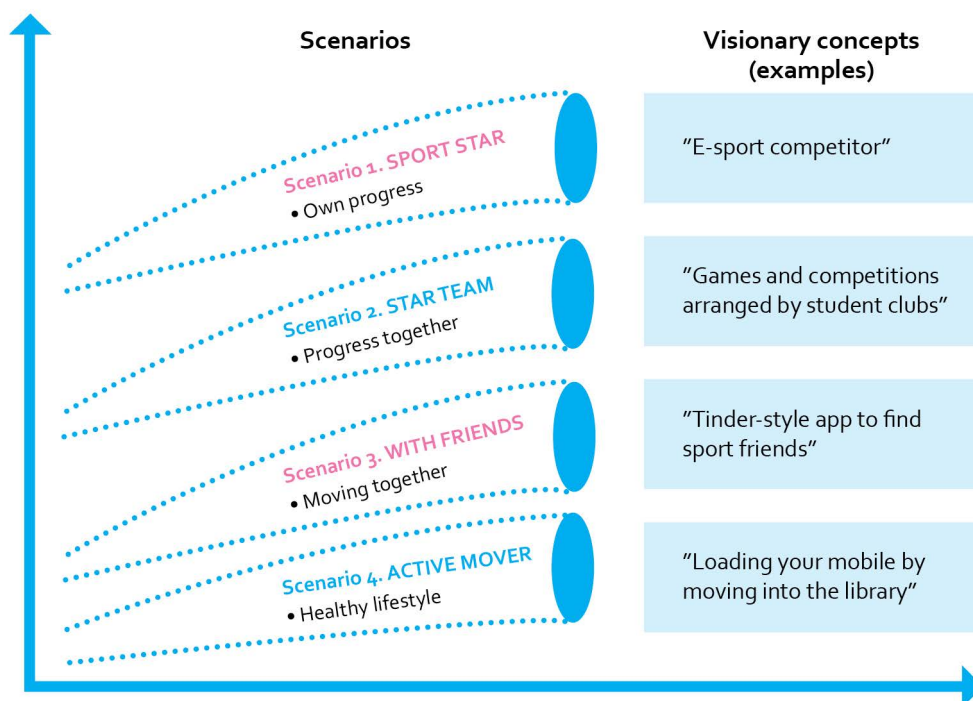 Scenarios
Visionary concepts
(examples)
Scenario 1. SPORT STAR
• Own progress
”E-sport competitor”
Scenario 2. STAR TEAM
• Progress together
”Games and competitions
arranged by student clubs”
Scenario 3. WITH FRIENDS
• Moving together
”Tinder-style app to find
sport friends”
Scenario 4. ACTIVE MOVER
• Healthy lifestyle
”Loading your mobile by
moving into the library”